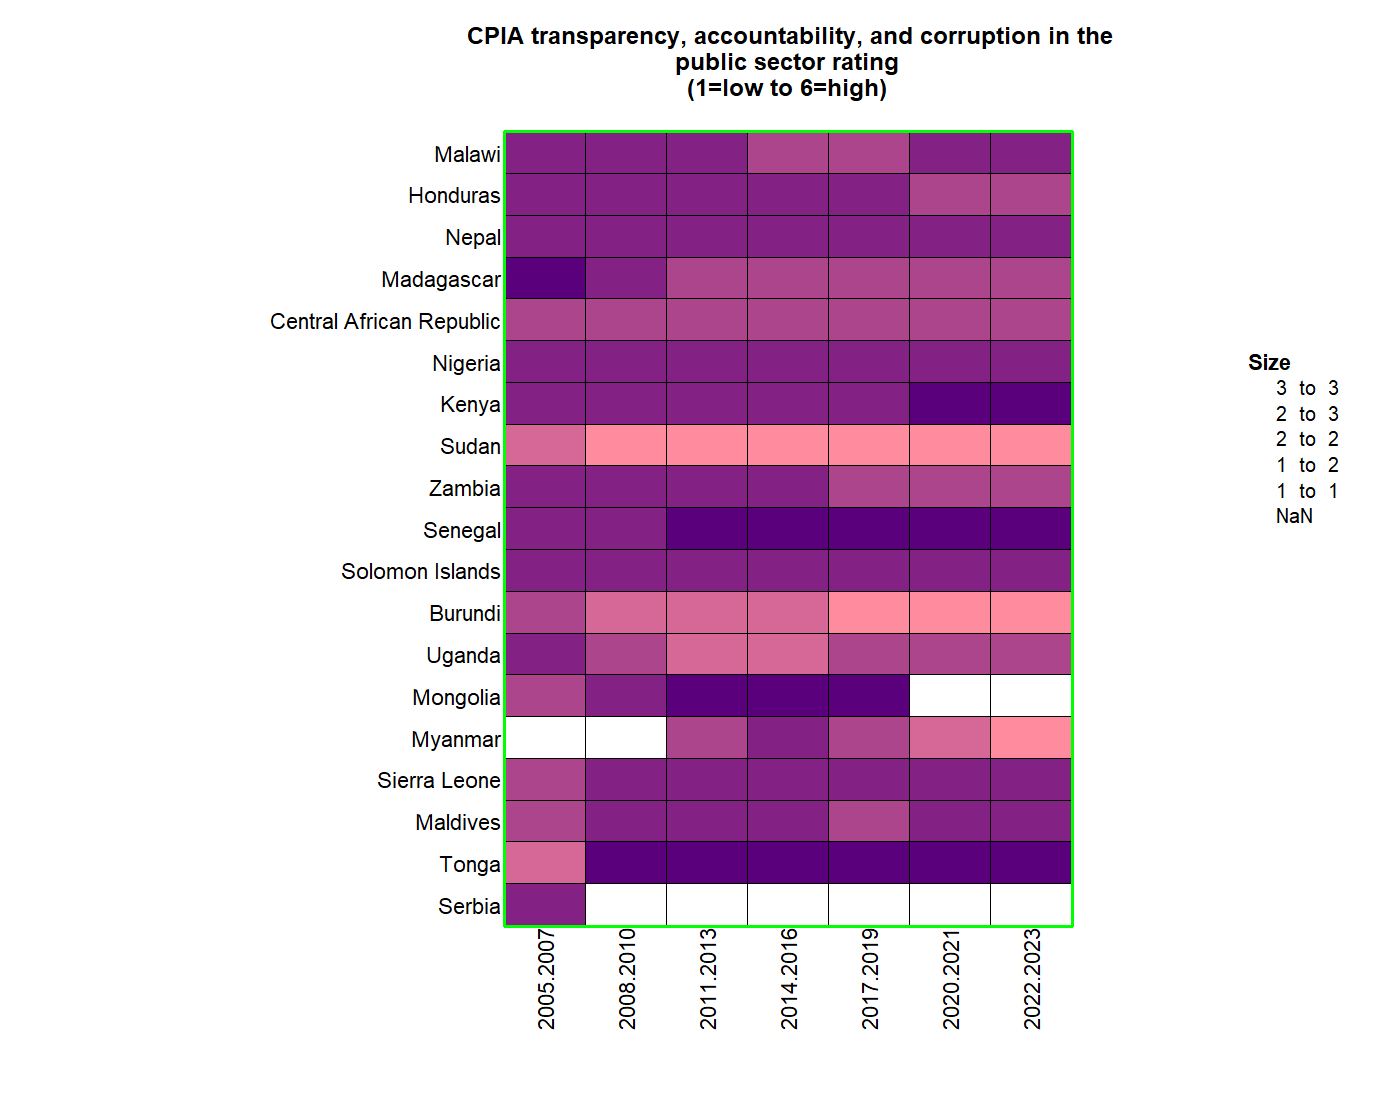 CPIA transparency, accountability, and corruption in the
public sector rating
(1=low to 6=high)
Malawi
Honduras
Nepal
Madagascar
Central African Republic
Nigeria
Kenya
Sudan
Zambia
Senegal
Solomon Islands
Burundi
Uganda
Mongolia
Myanmar
Sierra Leone
Maldives
Tonga
Serbia
2005.2007
2008.2010
2011.2013
2014.2016
2017.2019
2020.2021
2022.2023
Size
3 to 3
2 to 3
2 to 2
1 to 2
1 to 1
NaN